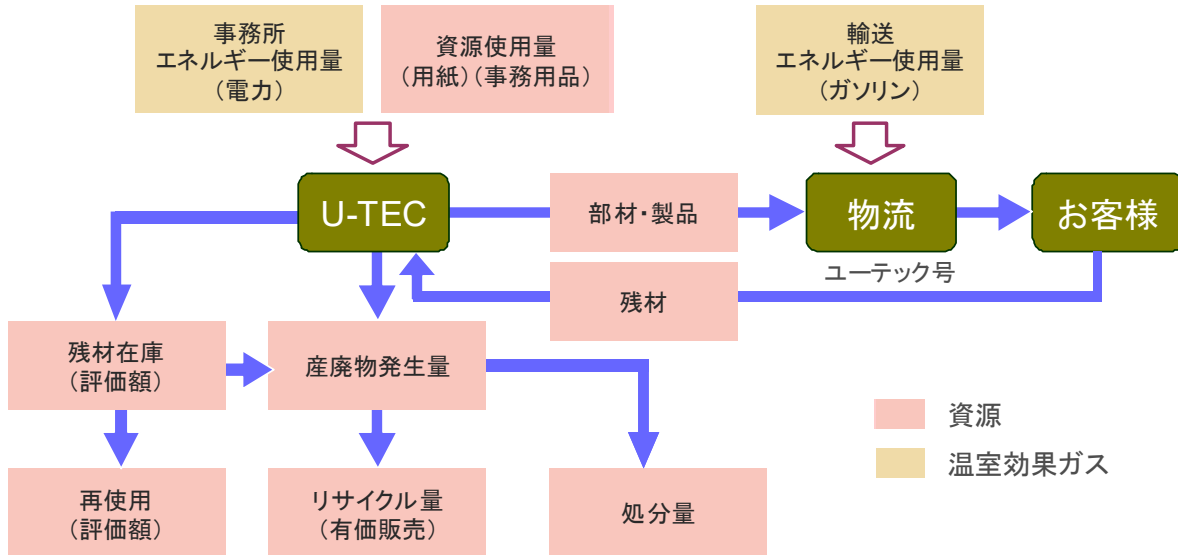 事務所
エネルギー使用量
（電力）
資源使用量
（用紙）（事務用品）
輸送
エネルギー使用量
（ガソリン）
U-TEC
部材・製品
物流
お客様
ユーテック号
残材
残材在庫
（評価額）
産廃物発生量
資源
温室効果ガス
再使用
（評価額）
リサイクル量
（有価販売）
処分量